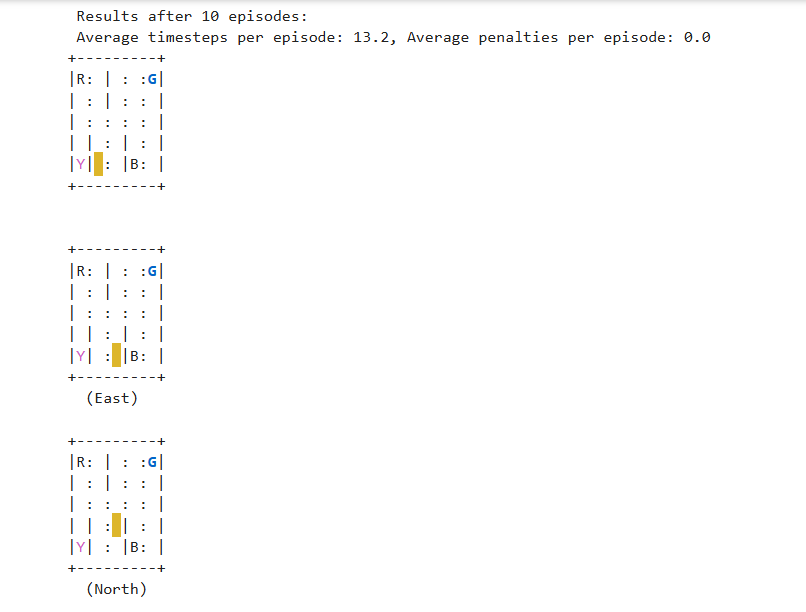 Results after 10 episodes:
Average timesteps per episode: 13.2, Average penalties per episode: 0.0
+---------+
|R: | : :G|
| : | : : |
| : : : : |
| | : | : |
|Y| : |B: |
+---------+
+---------+
|R: | : :G|
| : | : : |
| : : : : |
| | : | : |
|Y| : |B: |
+---------+
(East)
+---------+
|R: | : :G|
| : | : : |
| : : : : |
| | : | : |
|Y| : |B: |
+---------+
(North)